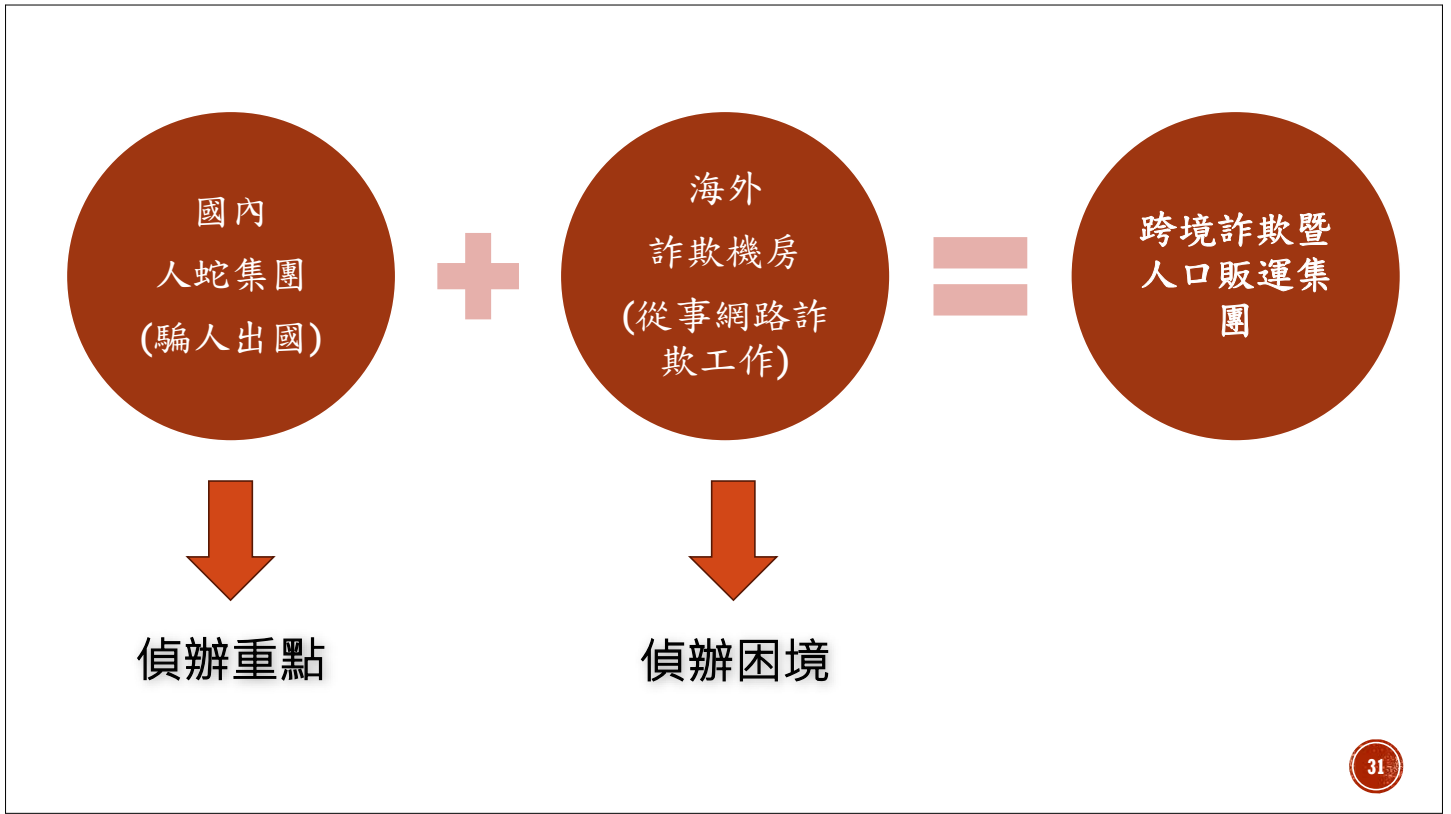 國內
人蛇集團
(騙人出國)
海外
詐欺機房
(從事網路詐
欺工作)
跨境詐欺暨
人口販運集
團
偵辦重點
偵辦困境
31